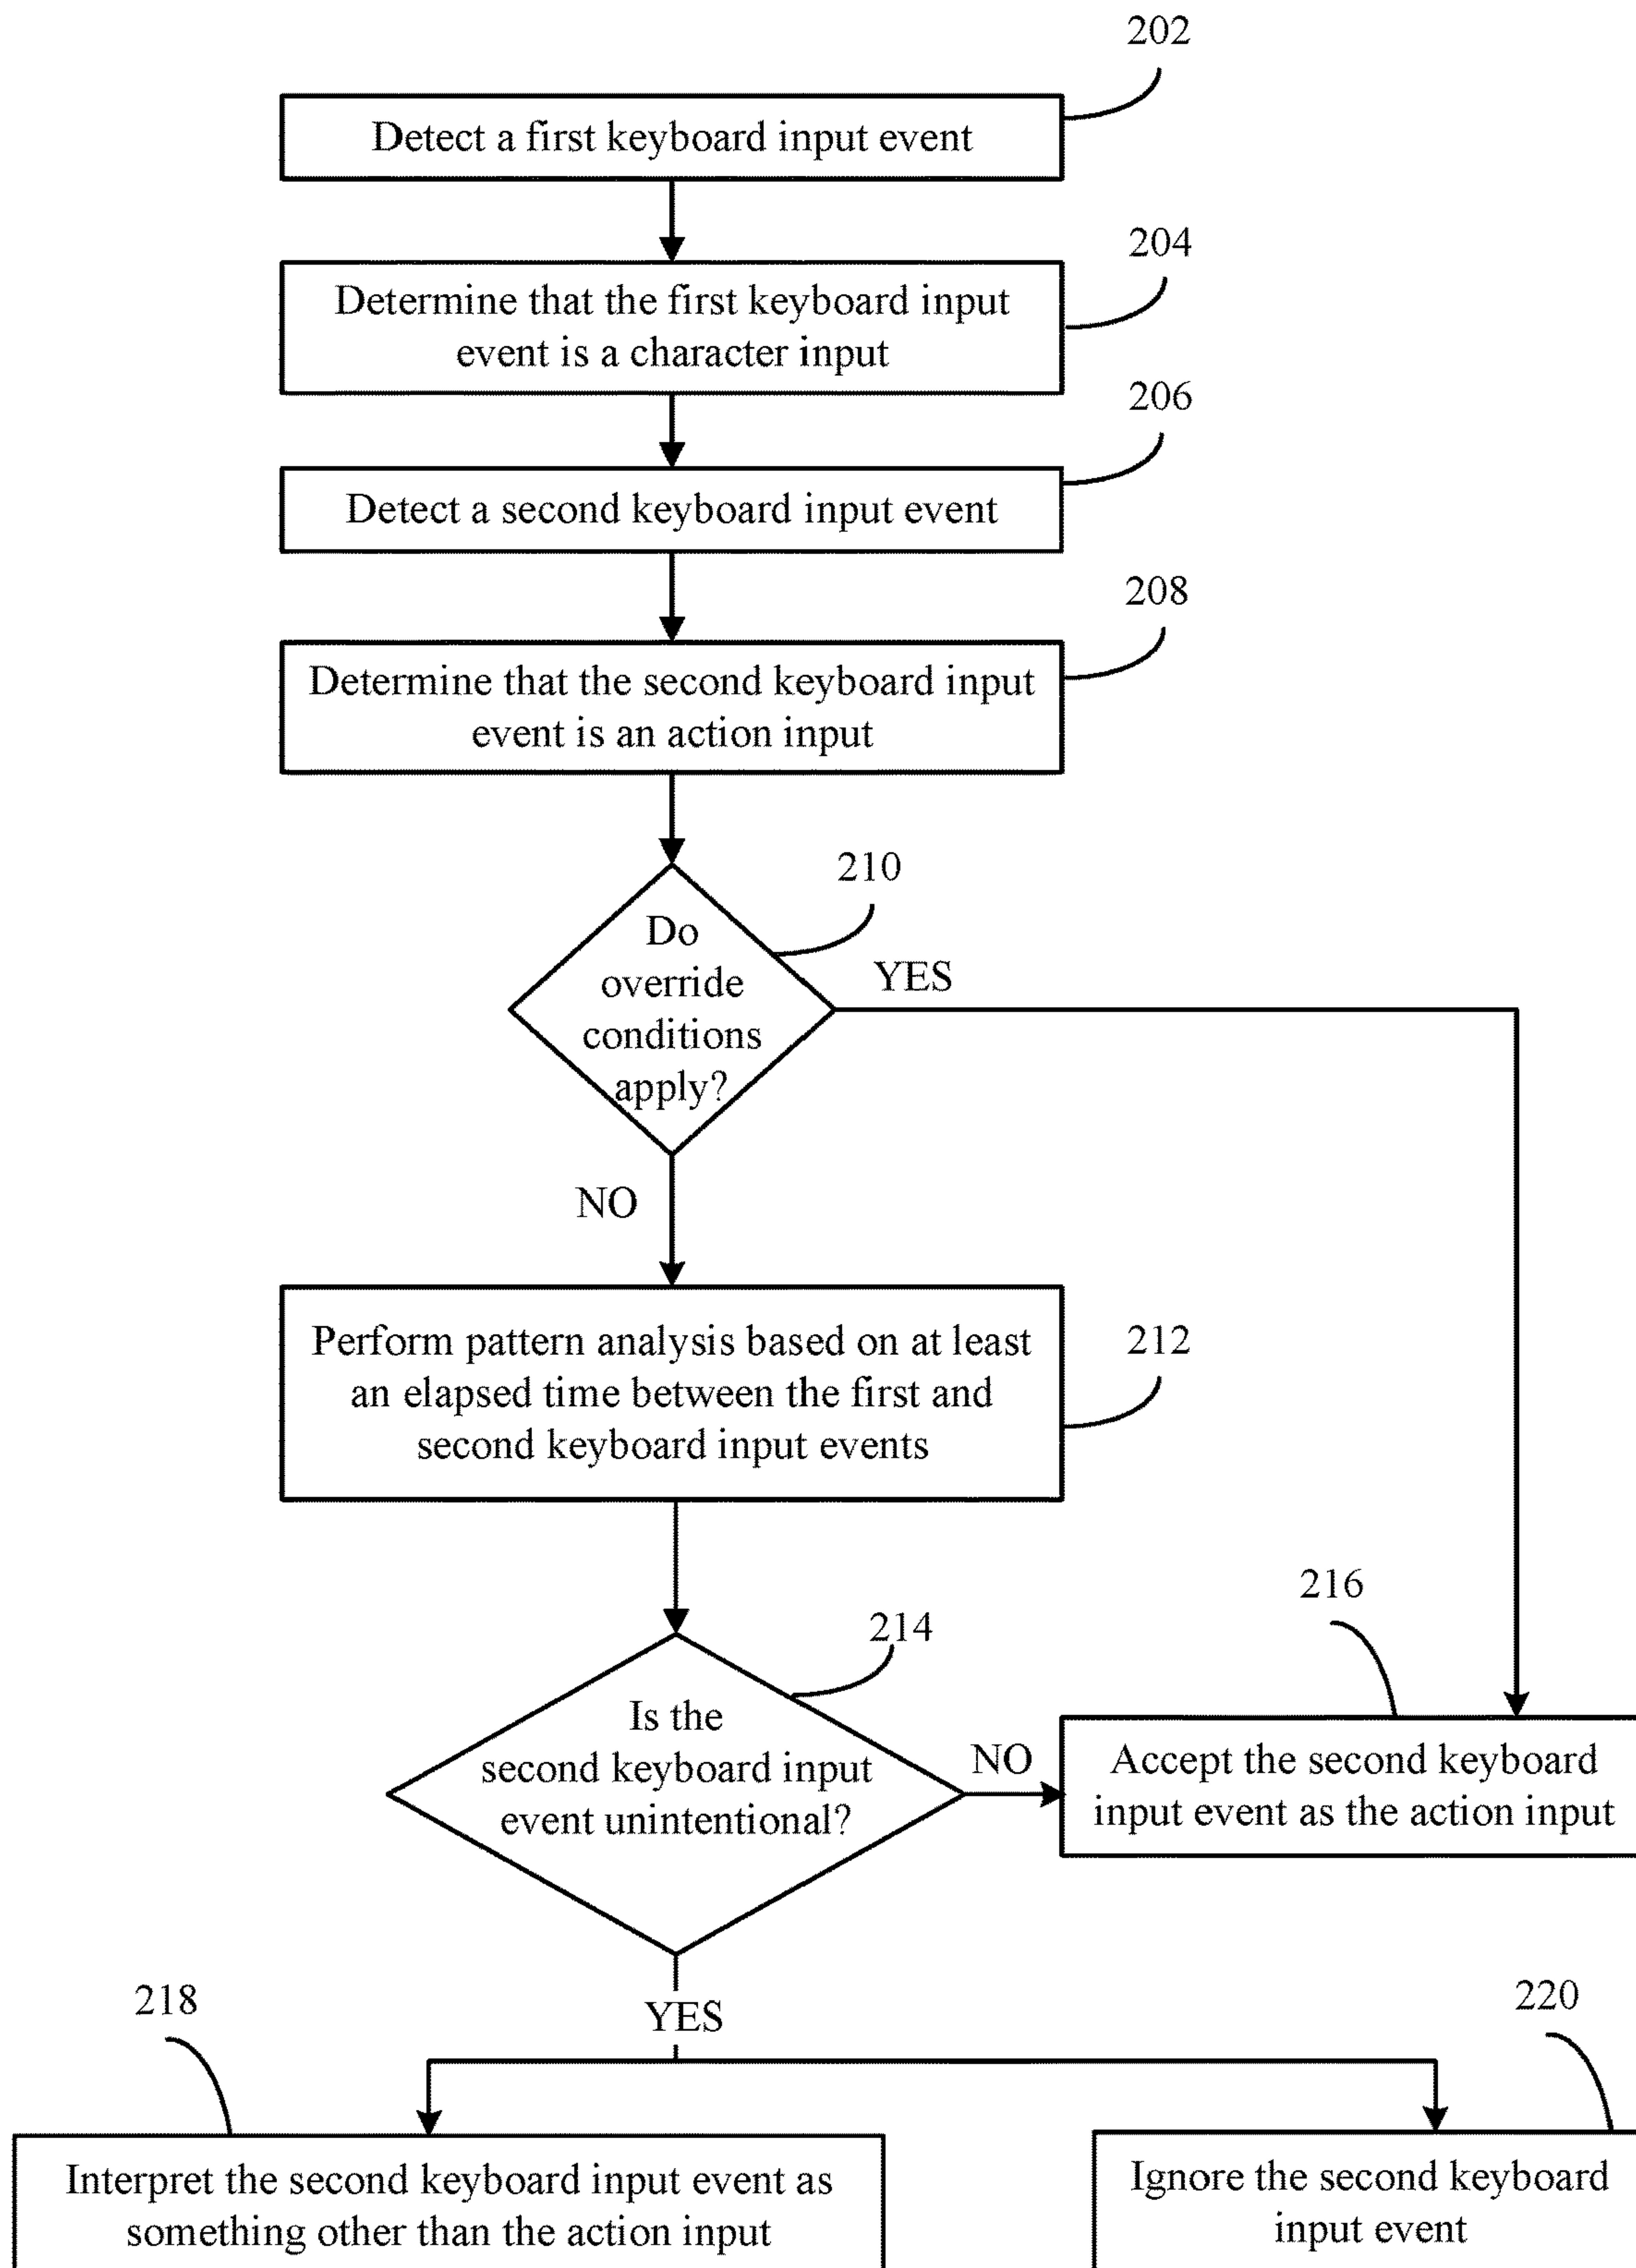 202
Detect a first keyboard input event
204
Determine that the first keyboard input
event is a character input
206
Detect a second keyboard input event
208
Determine that the second keyboard input
event is an action input
210
Do
override
conditions
apply?
YES
NO
Perform pattern analysis based on at least
an elapsed time between the first and
second keyboard input events
212
214
Is the
second keyboard input
event unintentional?
NO
216
Accept the second keyboard
input event as the action input
YES
218
Interpret the second keyboard input event as
something other than the action input
220
Ignore the second keyboard
input event